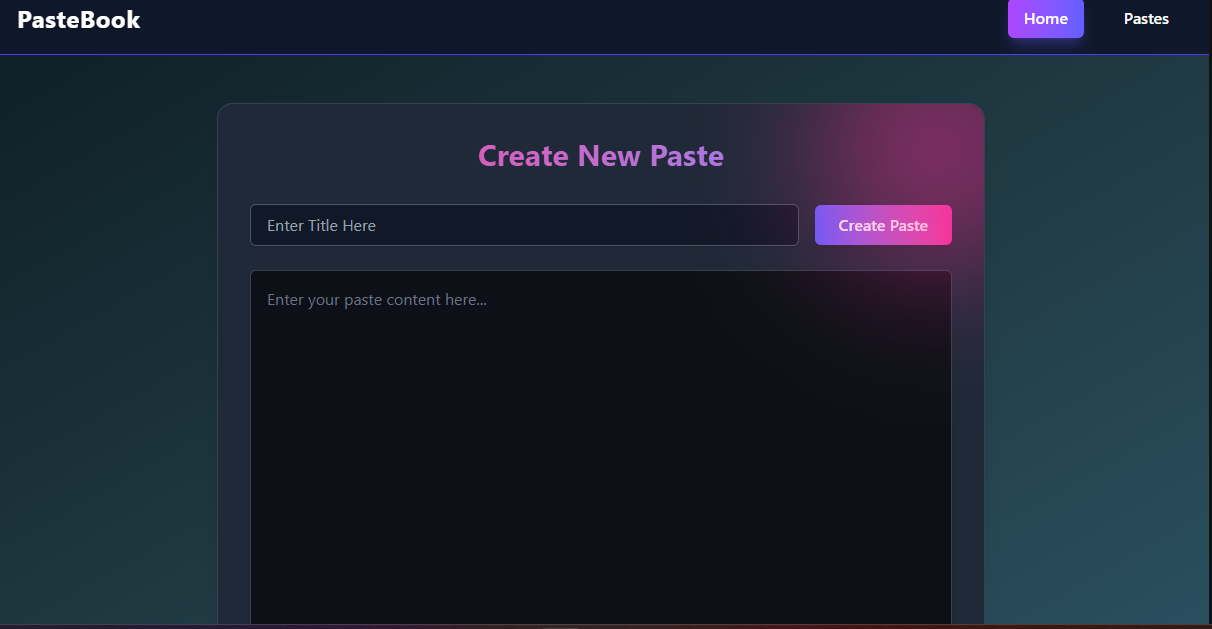 PasteBook
Home
Pastes
Create New Paste
Enter Title Here
Create Paste
Enter your paste content here...